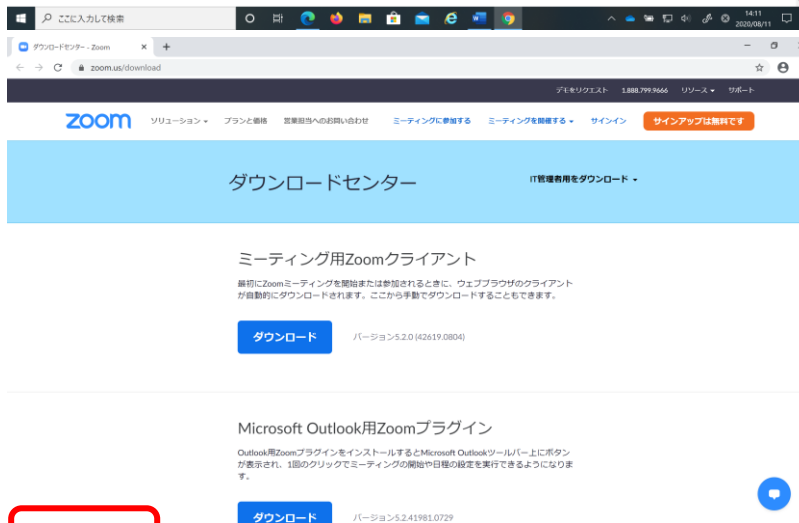 ここに入力して検索
14:11
2020/08/11
ダウンロードセンター - Zoom
zoom.us/download
デモをリクエスト 1.888.799.9666 リソース サポート
zoom ソリューション プランと価格 営業担当へのお問い合わせ ミーティングに参加する ミーティングを開催する サインイン サインアップは無料です
ダウンロードセンター IT管理者用をダウンロード
ミーティング用Zoomクライアント
最初にZoomミーティングを開始または参加されるときに、ウェブブラウザのクライアント
が自動的にダウンロードされます。ここから手動でダウンロードすることもできます。
ダウンロード バージョン5.2.0 (42619.0804)
Microsoft Outlook用Zoomプラグイン
Outlook用ZoomプラグインをインストールするとMicrosoft Outlookツールバー上にボタン
が表示され、1回のクリックでミーティングの開始や日程の設定を実行できるようになりま
す。
ダウンロード バージョン5.2.41981.0729